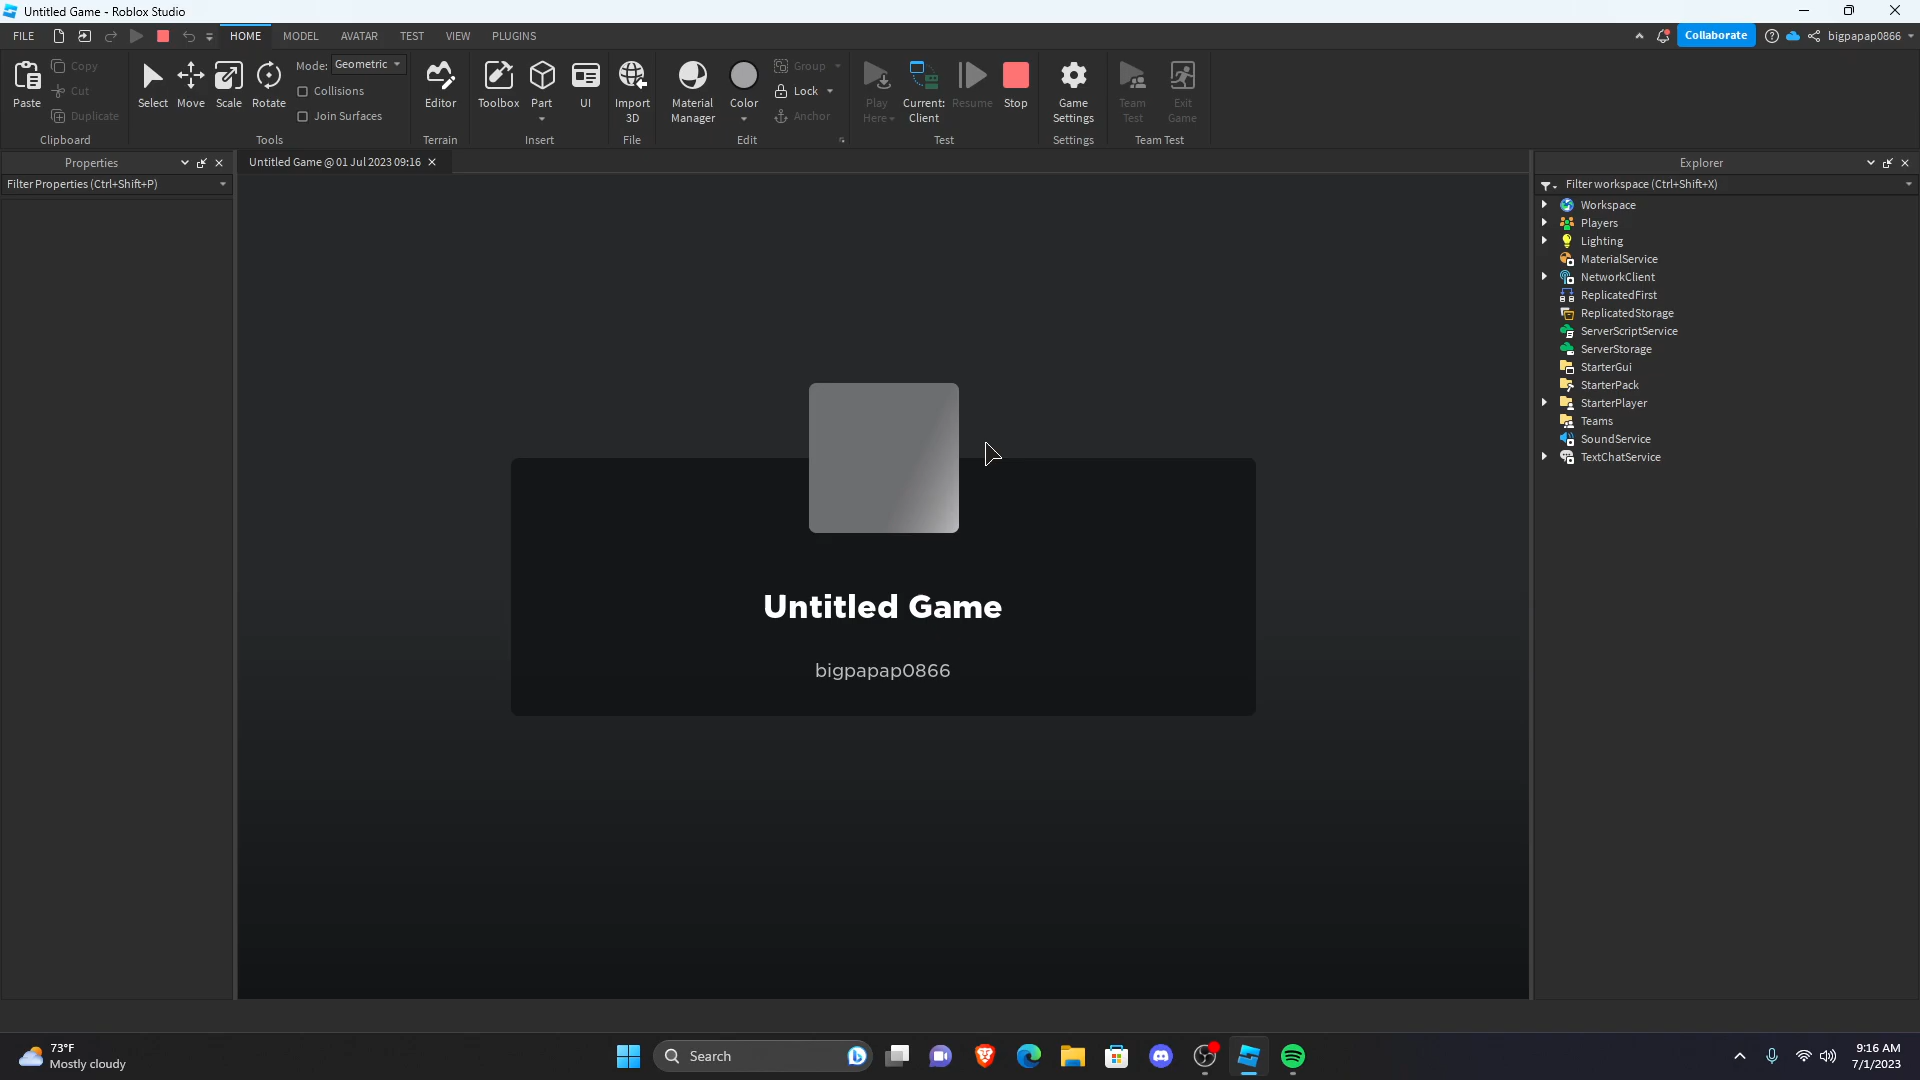 Untitled Game - Roblox Studio
FILE HOME MODEL AVATAR TEST VIEW PLUGINS Collaborate bigpapap0866
Paste
Copy
Cut
Duplicate
Clipboard
Select Move Scale Rotate
Mode: Geometric
Collisions
Join Surfaces
Tools
Editor
Terrain
Toolbox Part UI
Insert
Import
3D
File
Material
Manager
Color
Group
Lock
Anchor
Edit
Play
Here
Current:
Client
Resume
Stop
Test
Game
Settings
Settings
Team
Test
Exit
Game
Team Test
Properties
Filter Properties (Ctrl+Shift+P)
Untitled Game @ 01 Jul 2023 09:16
Untitled Game
bigpapap0866
Explorer
Filter workspace (Ctrl+Shift+X)
Workspace
Players
Lighting
MaterialService
NetworkClient
ReplicatedFirst
ReplicatedStorage
ServerScriptService
ServerStorage
StarterGui
StarterPack
StarterPlayer
Teams
SoundService
TextChatService
73°F
Mostly cloudy
Search
9:16 AM
7/1/2023